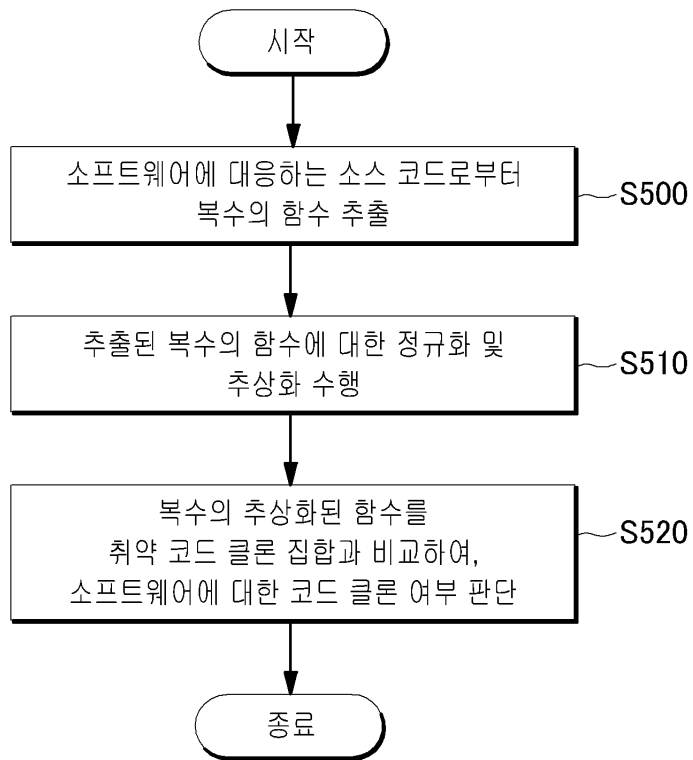 시작
소프트웨어에 대응하는 소스 코드로부터
복수의 함수 추출
S500
추출된 복수의 함수에 대한 정규화 및
추상화 수행
S510
복수의 추상화된 함수를
취약 코드 클론 집합과 비교하여,
소프트웨어에 대한 코드 클론 여부 판단
S520
종료